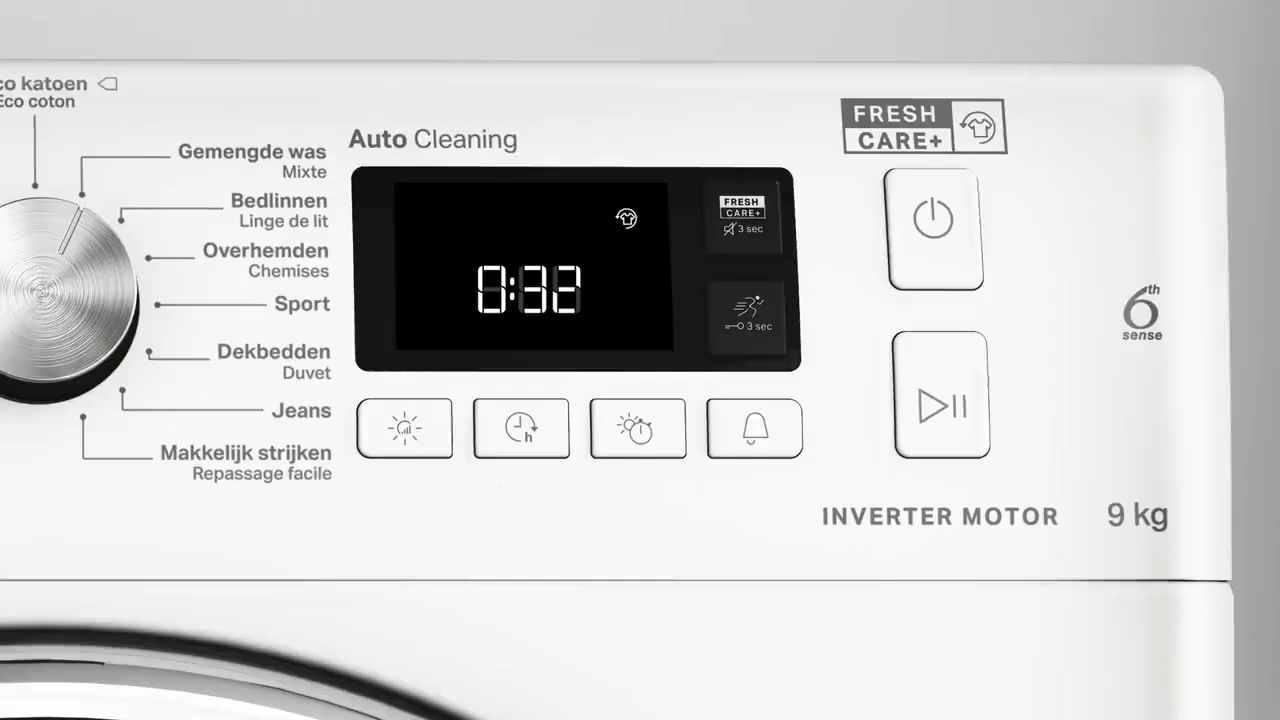 co katoen
Eco coton
Gemengde was
Mixte
Bedlinnen
Linge de lit
Overhemden
Chemises
Sport
Dekbedden
Duvet
Jeans
Makkelijk strijken
Repassage facile
Auto Cleaning
0:32
FRESH
CARE+
3 sec
3 sec
h
FRESH
CARE+
6th
sense
INVERTER MOTOR
9 kg